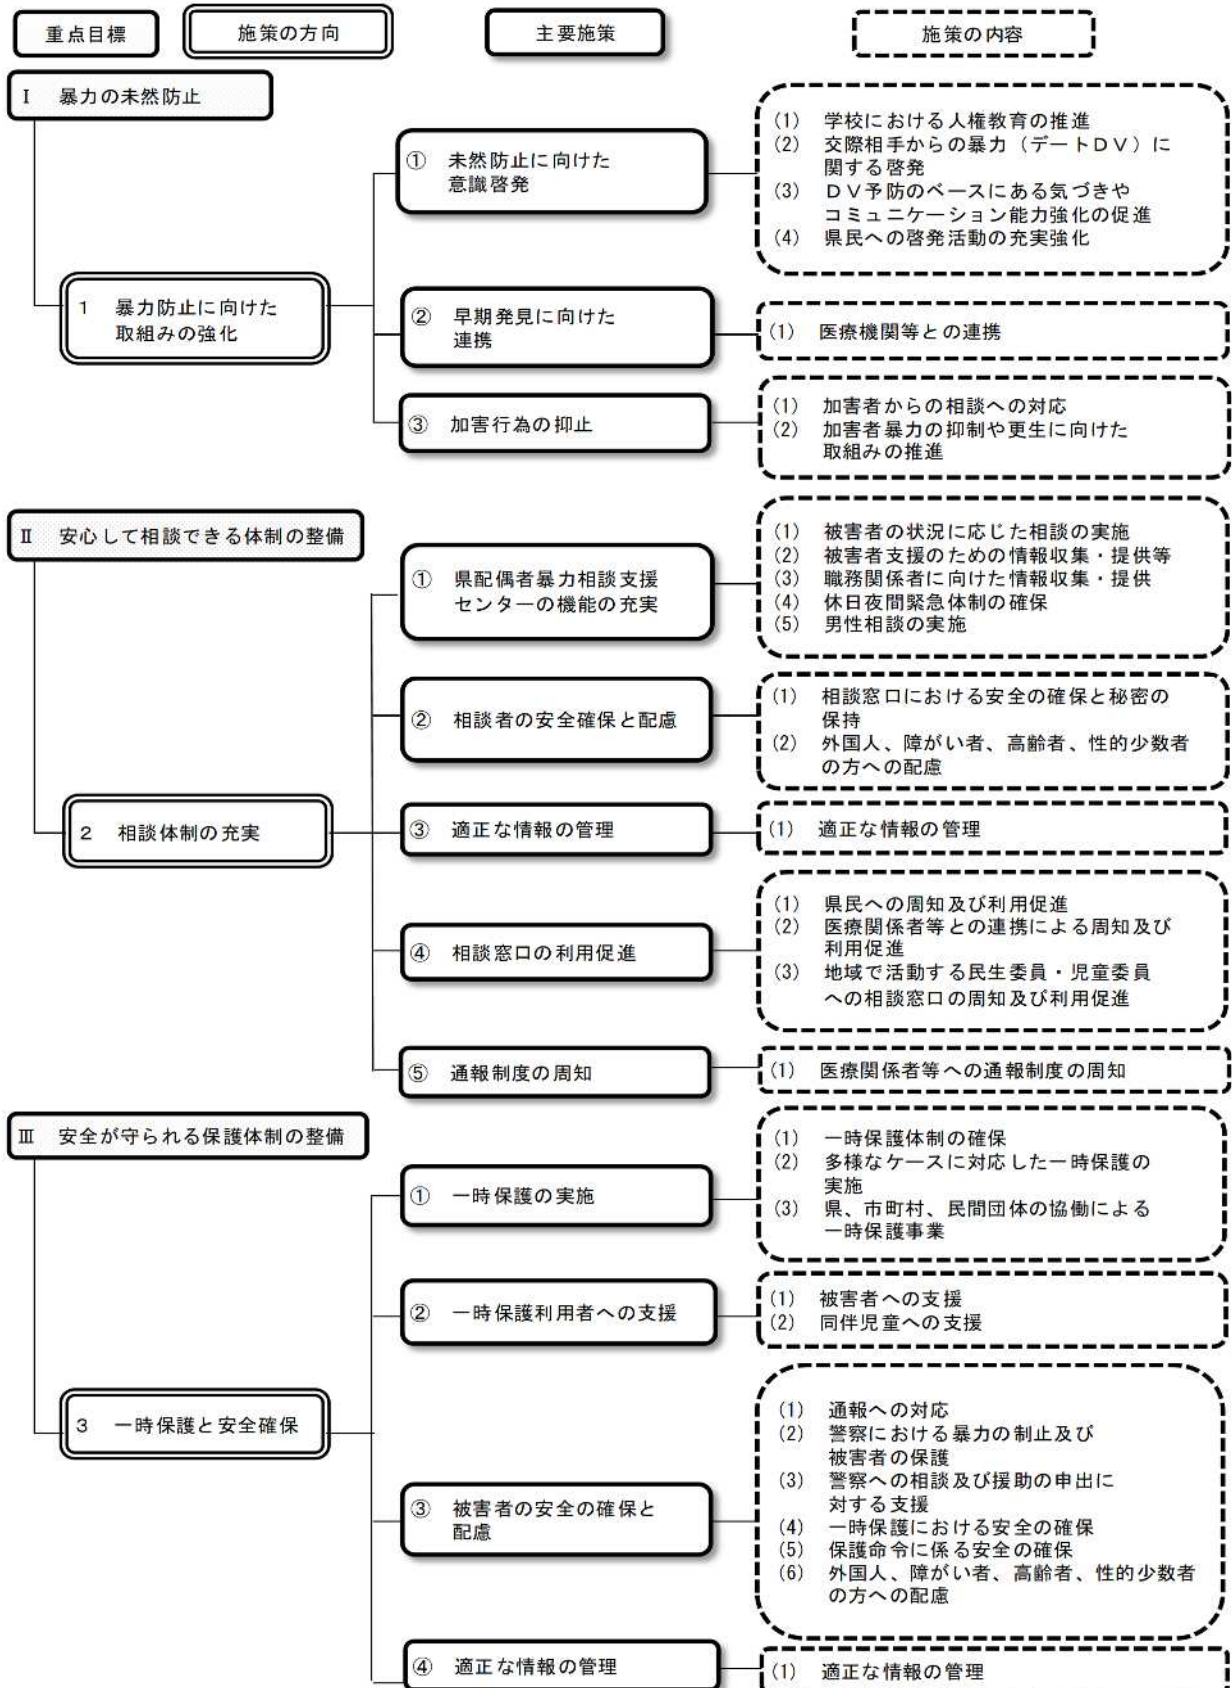 重点目標
施策の方向
主要施策
施策の内容
Ⅰ 暴力の未然防止
1 暴力防止に向けた
取組みの強化
① 未然防止に向けた
意識啓発
(1) 学校における人権教育の推進
(2) 交際相手からの暴力（デートＤＶ）に
関する啓発
(3) ＤＶ予防のベースにある気づきや
コミュニケーション能力強化の促進
(4) 県民への啓発活動の充実強化
② 早期発見に向けた
連携
(1) 医療機関等との連携
③ 加害行為の抑止
(1) 加害者からの相談への対応
(2) 加害者暴力の抑制や更生に向けた
取組みの推進
Ⅱ 安心して相談できる体制の整備
2 相談体制の充実
① 県配偶者暴力相談支援
センターの機能の充実
(1) 被害者の状況に応じた相談の実施
(2) 被害者支援のための情報収集・提供等
(3) 職務関係者に向けた情報収集・提供
(4) 休日夜間緊急体制の確保
(5) 男性相談の実施
② 相談者の安全確保と配慮
(1) 相談窓口における安全の確保と秘密の
保持
(2) 外国人、障がい者、高齢者、性的少数者
の方への配慮
③ 適正な情報の管理
(1) 適正な情報の管理
④ 相談窓口の利用促進
(1) 県民への周知及び利用促進
(2) 医療関係者等との連携による周知及び
利用促進
(3) 地域で活動する民生委員・児童委員
への相談窓口の周知及び利用促進
⑤ 通報制度の周知
(1) 医療関係者等への通報制度の周知
Ⅲ 安全が守られる保護体制の整備
3 一時保護と安全確保
① 一時保護の実施
(1) 一時保護体制の確保
(2) 多様なケースに対応した一時保護の
実施
(3) 県、市町村、民間団体の協働による
一時保護事業
② 一時保護利用者への支援
(1) 被害者への支援
(2) 同伴児童への支援
③ 被害者の安全の確保と
配慮
(1) 通報への対応
(2) 警察における暴力の制止及び
被害者の保護
(3) 警察への相談及び援助の申出に
対する支援
(4) 一時保護における安全の確保
(5) 保護命令に係る安全の確保
(6) 外国人、障がい者、高齢者、性的少数者
の方への配慮
④ 適正な情報の管理
(1) 適正な情報の管理